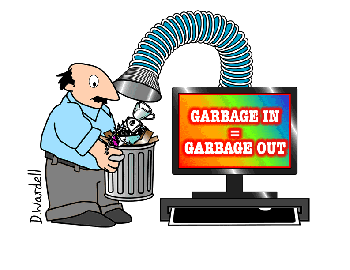 GARBAGE IN
=
GARBAGE OUT
D.Wardell